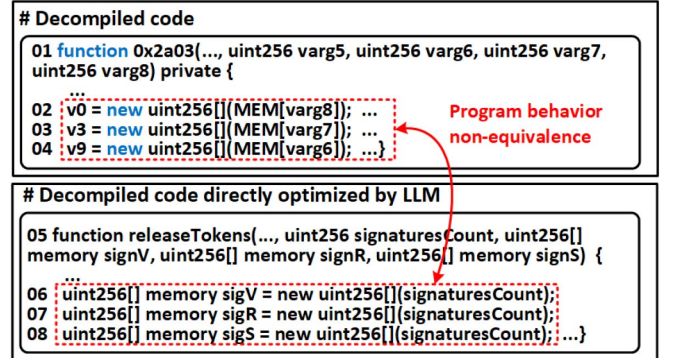 # Decompiled code
01 function 0x2a03(..., uint256 varg5, uint256 varg6, uint256 varg7,
uint256 varg8) private {
...
02 v0 = new uint256[](MEM[varg8]); ...
03 v3 = new uint256[](MEM[varg7]); ...
04 v9 = new uint256[](MEM[varg6]); ...}
Program behavior
non-equivalence
# Decompiled code directly optimized by LLM
05 function releaseTokens(..., uint256 signaturesCount, uint256[]
memory signV, uint256[] memory signR, uint256[] memory signS) {
...
06 uint256[] memory sigV = new uint256[](signaturesCount);
07 uint256[] memory sigR = new uint256[](signaturesCount);
08 uint256[] memory sigS = new uint256[](signaturesCount); ...}